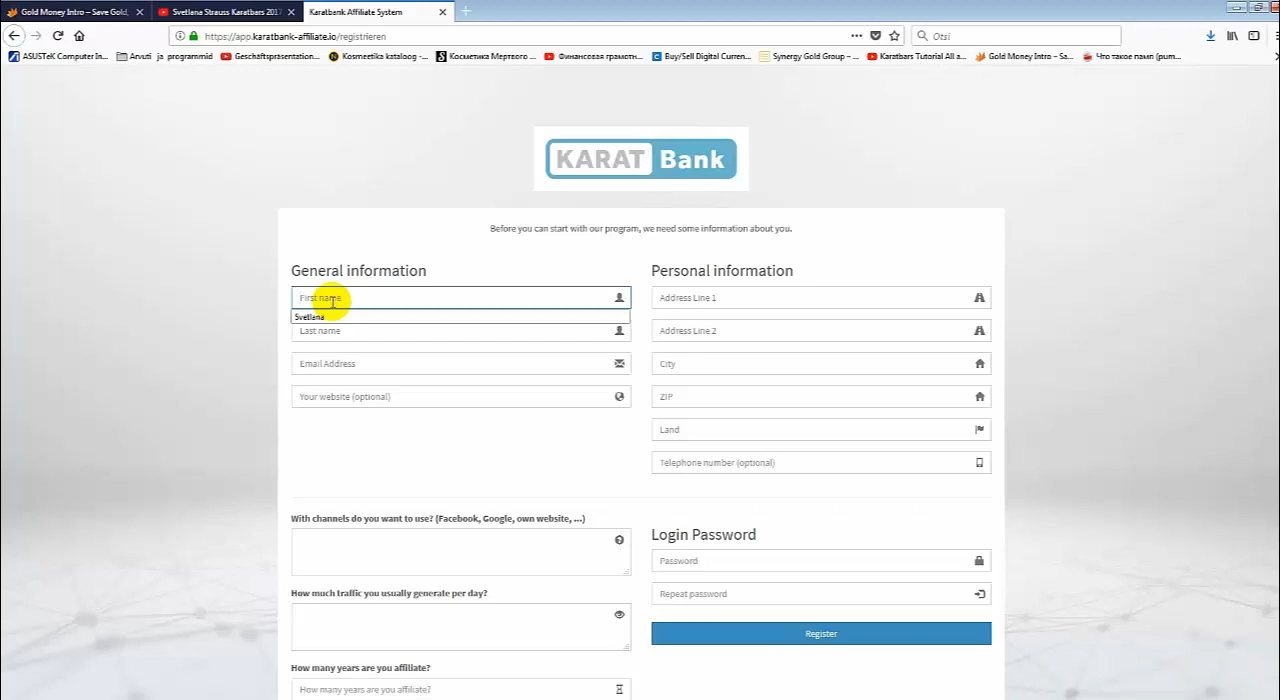 Gold Money Intro – Save Gold,
Svetlana Strauss Karatbars 2017
Karatbank Affiliate System
https://app.karatbank-affiliate.io/registrieren
Otsi
ASUSTeK Computer In...
Arvuti ja programmid
Geschäftspräsentation...
Kosmeetika kataloog -...
Косметика Мертвого ...
Финансовая грамотн...
Buy/Sell Digital Curren...
Synergy Gold Group – ...
Karatbars Tutorial All a...
Gold Money Intro – Sa...
Что такое памп (pum...
KARAT Bank
Before you can start with our program, we need some information about you.
General information
First name
Svetlana
Last name
Email Address
Your website (optional)
Personal information
Address Line 1
Address Line 2
City
ZIP
Land
Telephone number (optional)
With channels do you want to use? (Facebook, Google, own website, ...)
How much traffic you usually generate per day?
How many years are you affiliate?
How many years are you affiliate?
Login Password
Password
Repeat password
Register